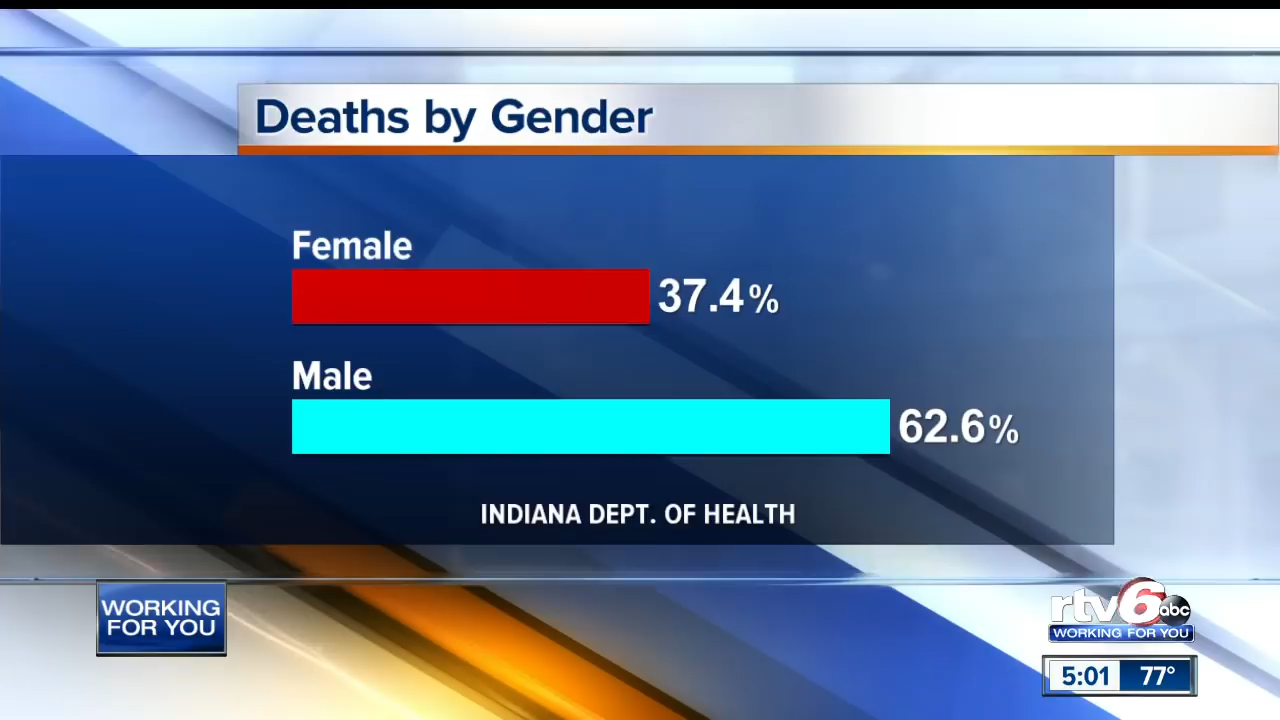 Deaths by Gender
Female
37.4%
Male
62.6%
INDIANA DEPT. OF HEALTH
WORKING
FOR YOU
rtv6 abc
WORKING FOR YOU
5:01 77°